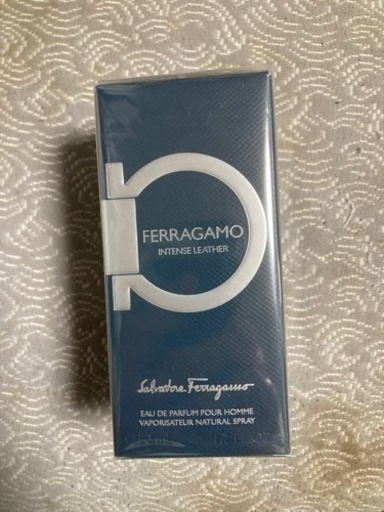 FERRAGAMO
INTENSE LEATHER
Salvatore Ferragamo
EAU DE PARFUM POUR HOMME
VAPORISATEUR NATURAL SPRAY